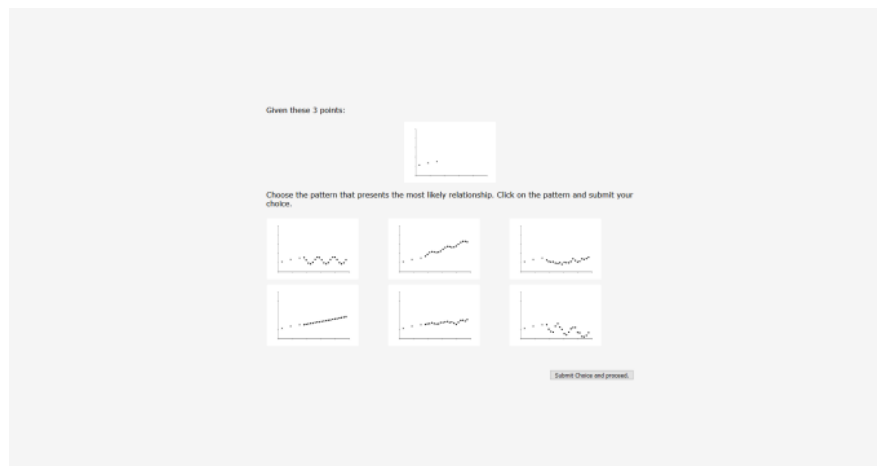 Given these 3 points:
Choose the pattern that presents the most likely relationship. Click on the pattern and submit your
choice.
Submit Choice and proceed.